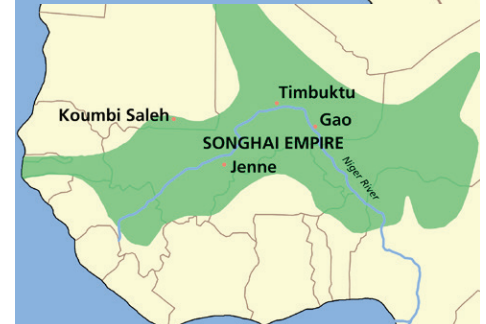 Timbuktu
Koumbi Saleh
Gao
SONGHAI EMPIRE
Jenne
Niger River